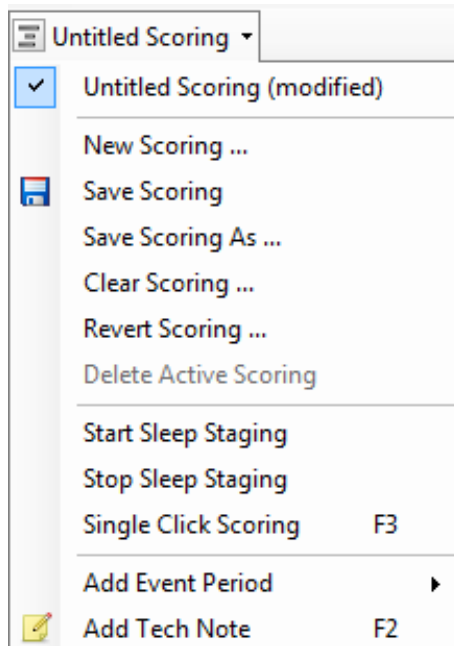 Untitled Scoring
Untitled Scoring (modified)
New Scoring ...
Save Scoring
Save Scoring As ...
Clear Scoring ...
Revert Scoring ...
Delete Active Scoring
Start Sleep Staging
Stop Sleep Staging
Single Click Scoring F3
Add Event Period
Add Tech Note F2